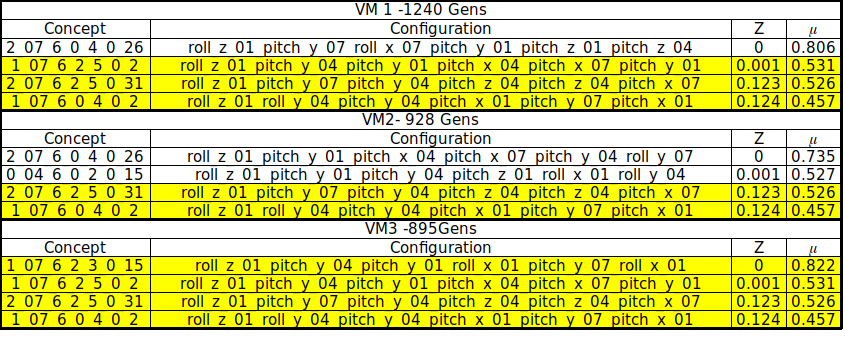 VM 1 -1240 Gens
Concept Configuration Z μ
2 07 6 0 4 0 26 roll z 01 pitch y 07 roll x 07 pitch y 01 pitch z 01 pitch z 04 0 0.806
1 07 6 2 5 0 2 roll z 01 pitch y 04 pitch y 01 pitch x 04 pitch x 07 pitch y 01 0.001 0.531
2 07 6 2 5 0 31 roll z 01 pitch y 07 pitch y 04 pitch z 04 pitch z 04 pitch x 07 0.123 0.526
1 07 6 0 4 0 2 roll z 01 roll y 04 pitch y 04 pitch x 01 pitch y 07 pitch x 01 0.124 0.457
VM2- 928 Gens
Concept Configuration Z μ
2 07 6 0 4 0 26 roll z 01 pitch y 01 pitch x 04 pitch x 07 pitch y 04 roll y 07 0 0.735
0 04 6 0 2 0 15 roll z 01 pitch y 01 pitch y 04 pitch z 01 roll x 01 roll y 04 0.001 0.527
2 07 6 2 5 0 31 roll z 01 pitch y 07 pitch y 04 pitch z 04 pitch z 04 pitch x 07 0.123 0.526
1 07 6 0 4 0 2 roll z 01 roll y 04 pitch y 04 pitch x 01 pitch y 07 pitch x 01 0.124 0.457
VM3 -895Gens
Concept Configuration Z μ
1 07 6 2 3 0 15 roll z 01 pitch y 04 pitch y 01 roll x 01 pitch y 07 roll x 01 0 0.822
1 07 6 2 5 0 2 roll z 01 pitch y 04 pitch y 01 pitch x 04 pitch x 07 pitch y 01 0.001 0.531
2 07 6 2 5 0 31 roll z 01 pitch y 07 pitch y 04 pitch z 04 pitch z 04 pitch x 07 0.123 0.526
1 07 6 0 4 0 2 roll z 01 roll y 04 pitch y 04 pitch x 01 pitch y 07 pitch x 01 0.124 0.457